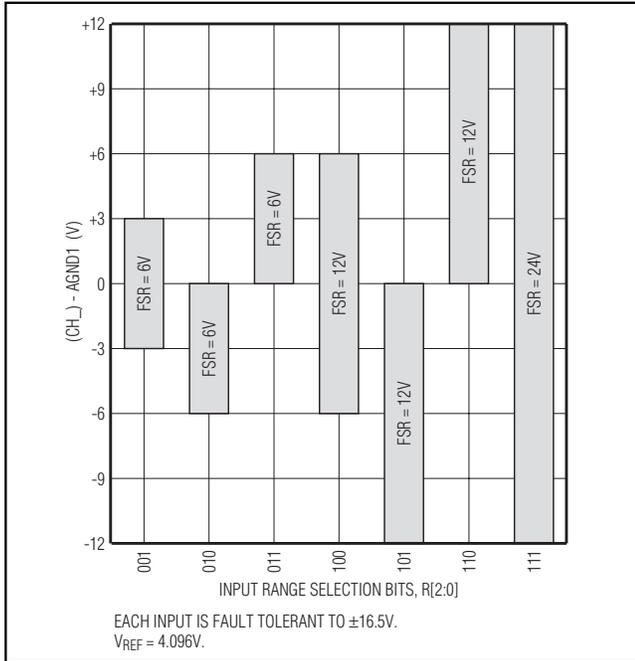 +12
+9
+6
+3
0
-3
-6
-9
-12
(CH_) - AGND1 (V)
FSR = 6V
FSR = 6V
FSR = 6V
FSR = 12V
FSR = 12V
FSR = 12V
FSR = 24V
001
010
011
100
101
110
111
INPUT RANGE SELECTION BITS, R[2:0]
EACH INPUT IS FAULT TOLERANT TO ±16.5V.
VREF = 4.096V.